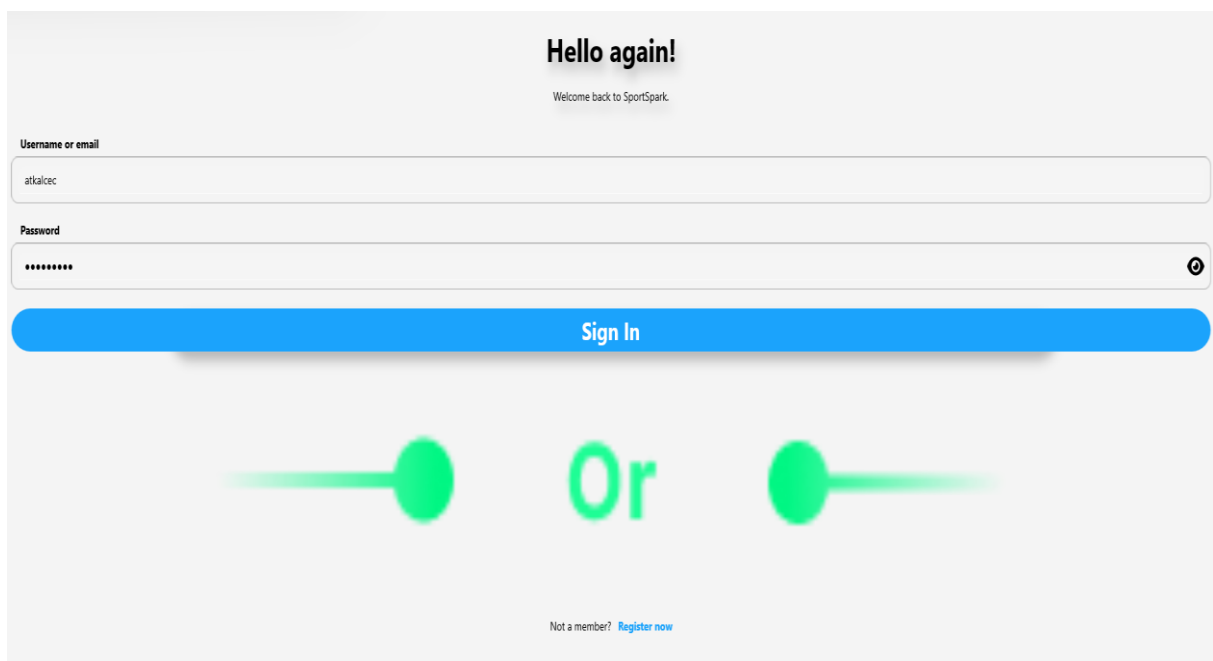 Hello again!
Welcome back to SportSpark.
Username or email
atkalcec
Password
•••••••••
Sign In
Or
Not a member? Register now